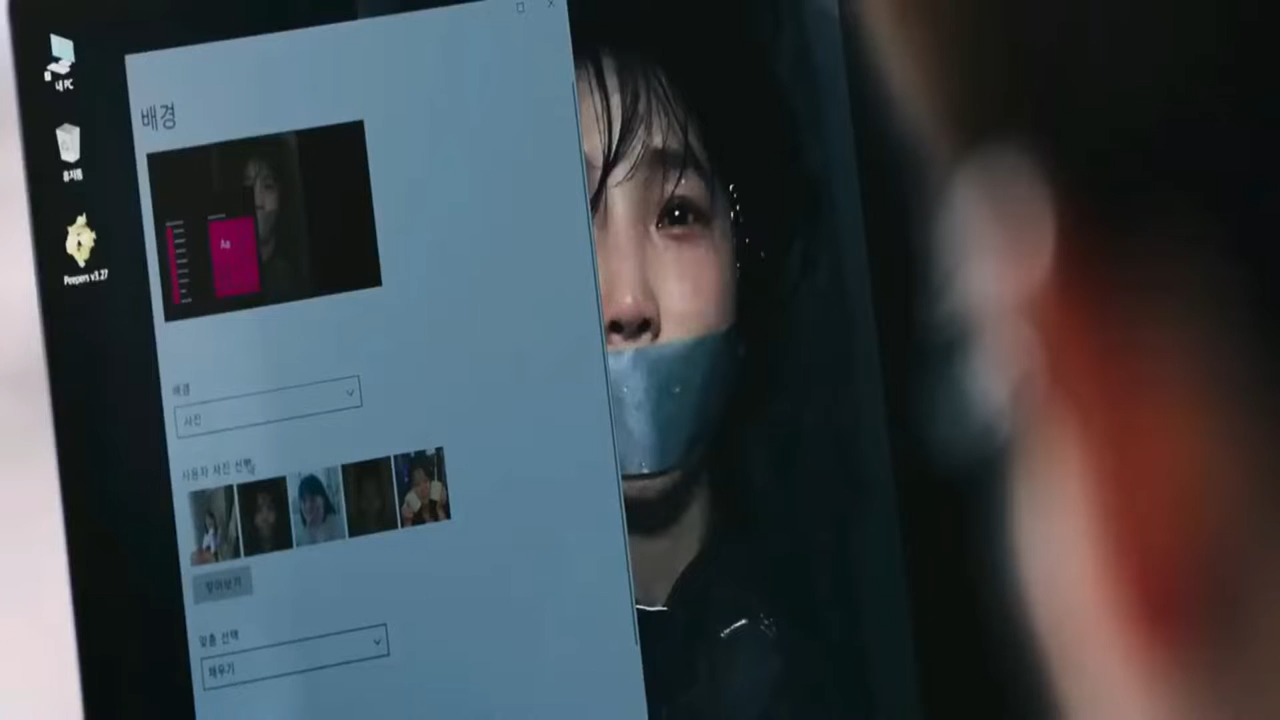 내 PC
휴지통
Peepers v3.27
배경
Aa
배경
사진
사용자 사진 선택
찾아보기
맞춤 선택
채우기